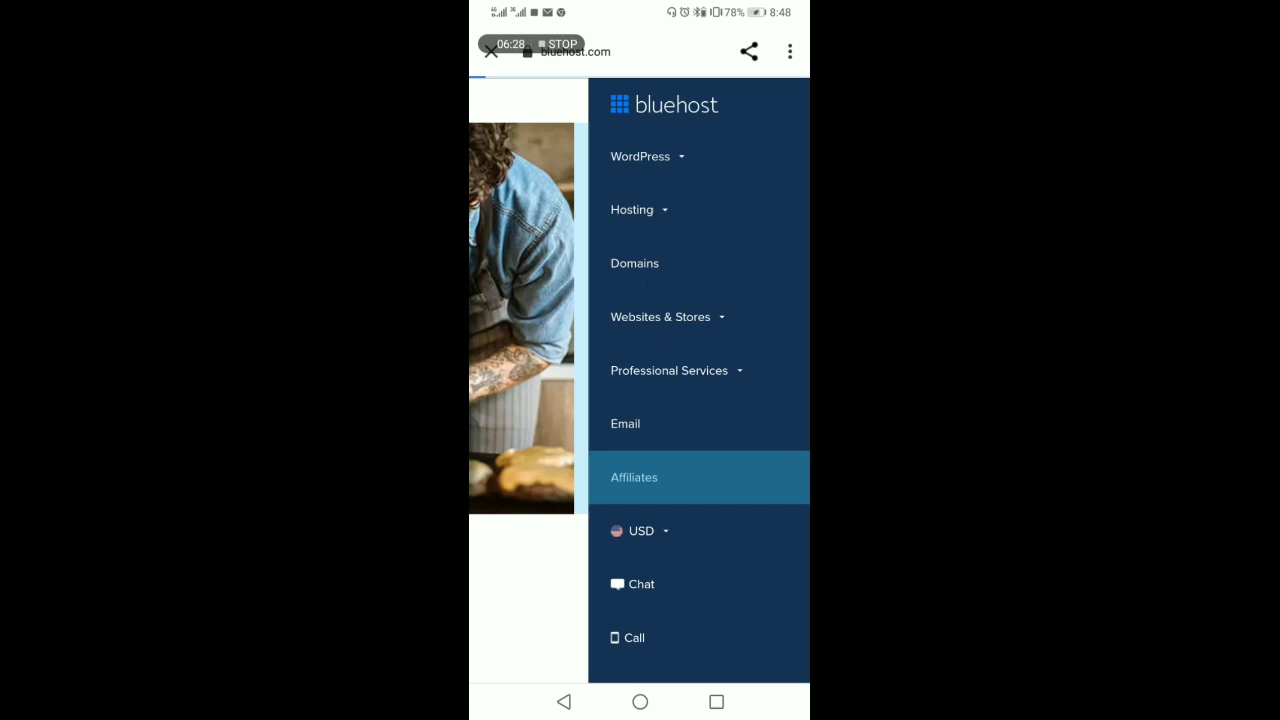 78% 8:48
06:28 STOP
bluehost.com
bluehost
WordPress
Hosting
Domains
Websites & Stores
Professional Services
Email
Affiliates
USD
Chat
Call